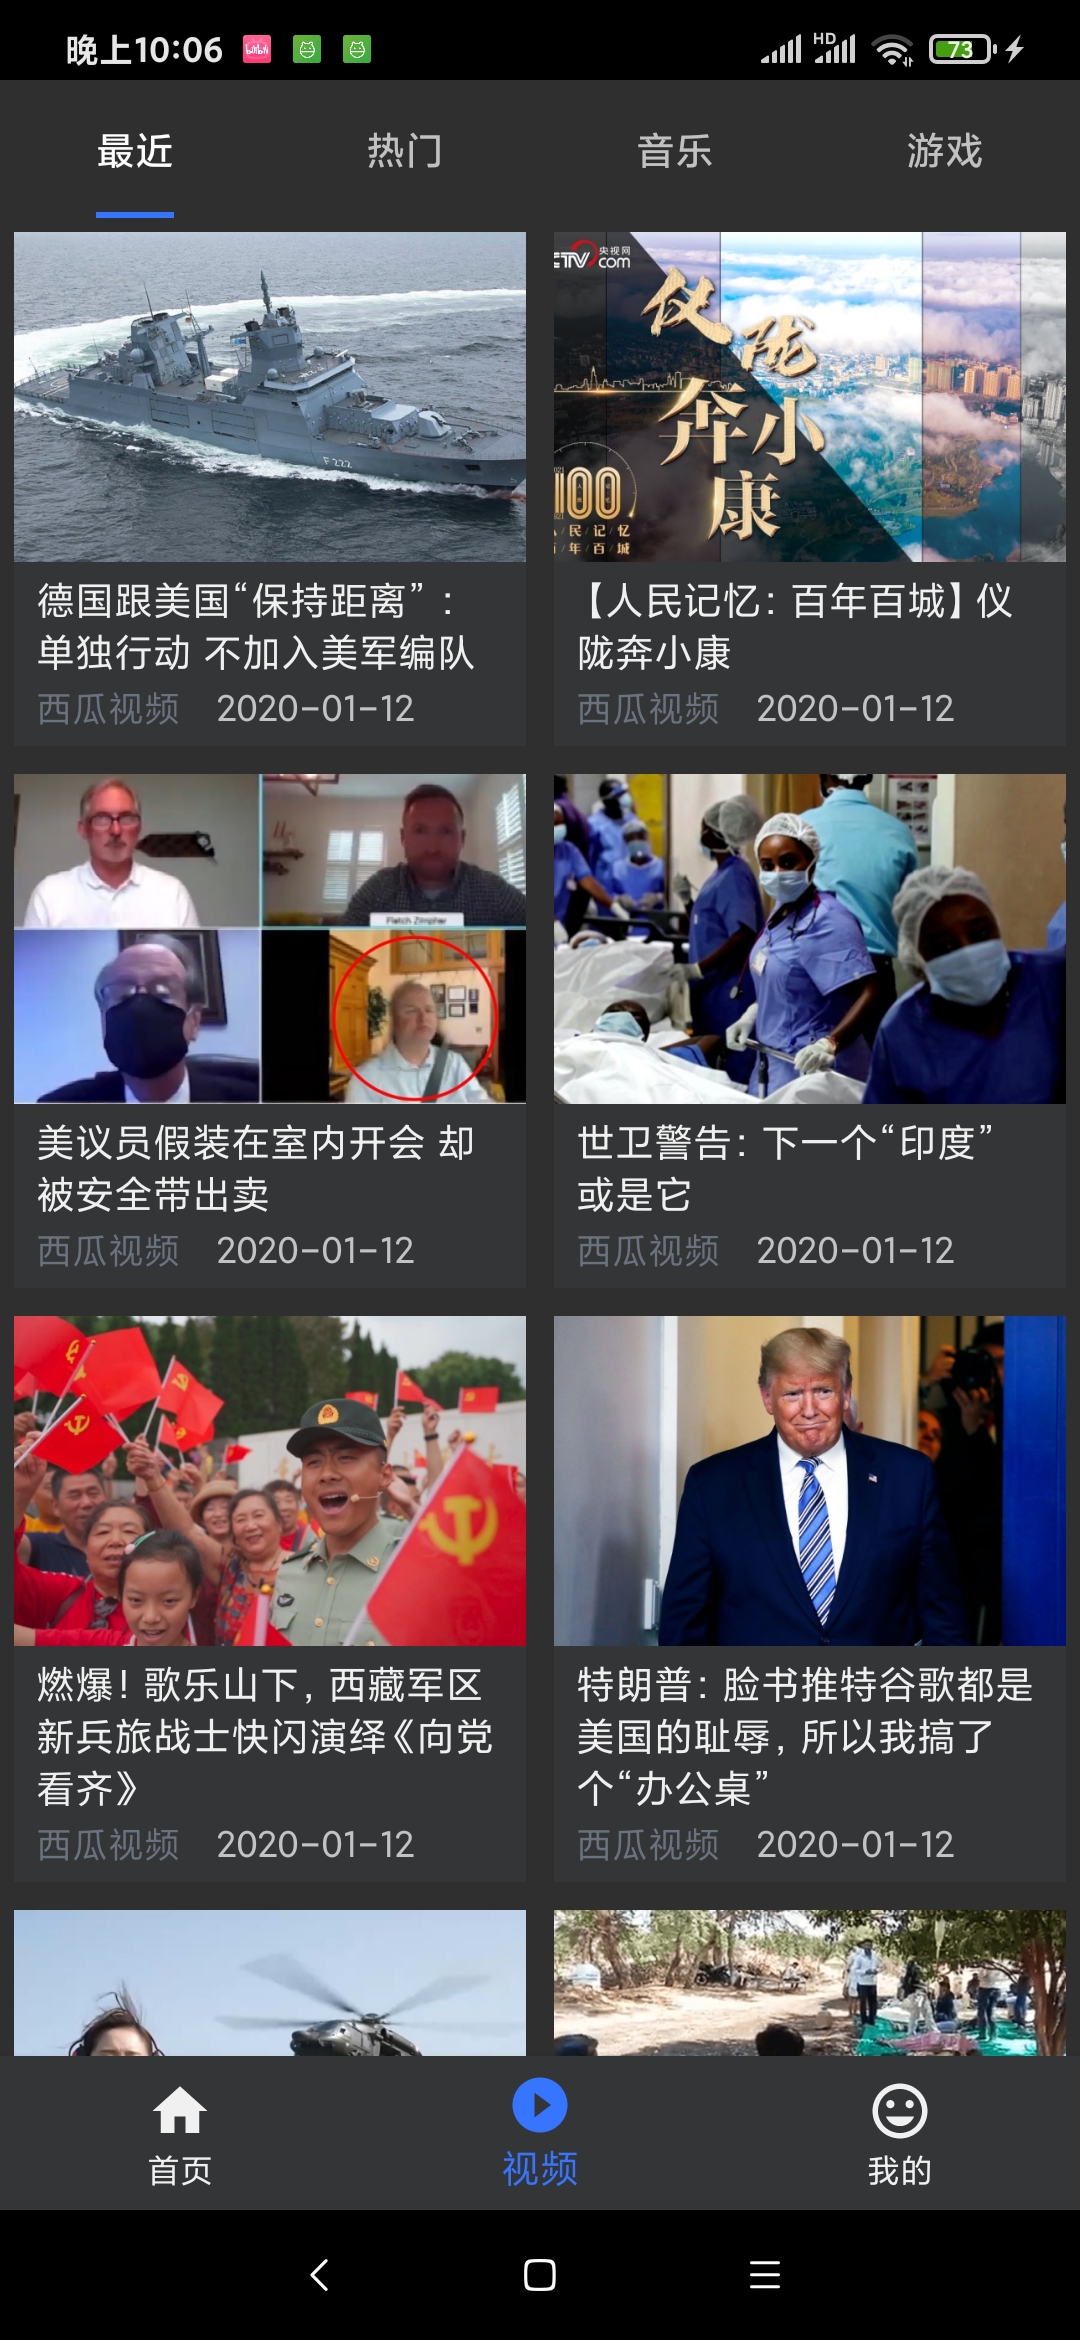 晚上10:06
HD
73
最近 热门 音乐 游戏
F222
CTV 央视网
com
仪陇
奔小康
100
人/民/记/忆
百/年/百/城
德国跟美国“保持距离”：
单独行动 不加入美军编队
西瓜视频 2020-01-12
【人民记忆：百年百城】仪
陇奔小康
西瓜视频 2020-01-12
Fletch Zimpher
美议员假装在室内开会 却
被安全带出卖
西瓜视频 2020-01-12
世卫警告：下一个“印度”
或是它
西瓜视频 2020-01-12
燃爆！歌乐山下，西藏军区
新兵旅战士快闪演绎《向党
看齐》
西瓜视频 2020-01-12
特朗普：脸书推特谷歌都是
美国的耻辱，所以我搞了
个“办公桌”
西瓜视频 2020-01-12
首页 视频 我的